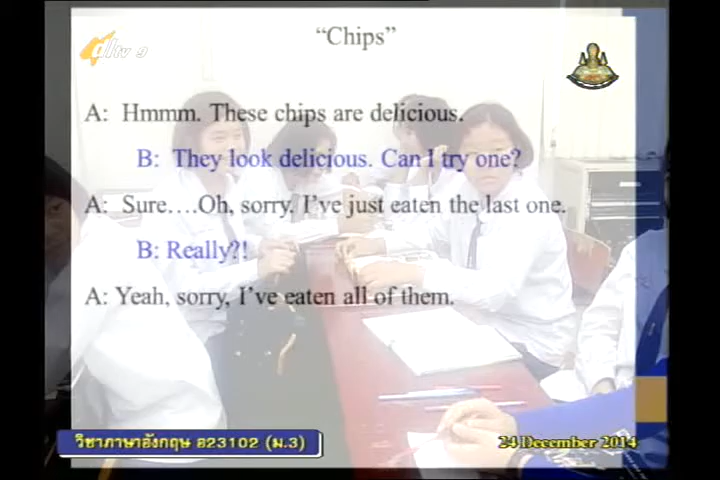 "Chips"
dltv 9
A: Hmmm. These chips are delicious.
B: They look delicious. Can I try one?
A: Sure....Oh, sorry. I've just eaten the last one.
B: Really?!
A: Yeah, sorry, I've eaten all of them.
วิชาภาษาอังกฤษ อ23102 (ม.3)
24 December 2014